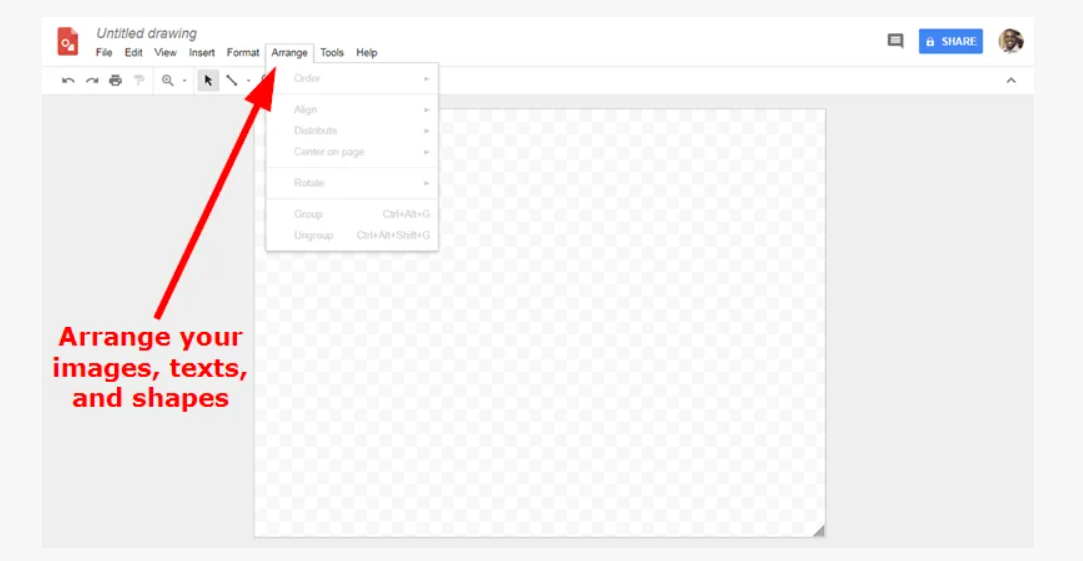 Untitled drawing
File Edit View Insert Format Arrange Tools Help
SHARE
Order
Align
Distribute
Center on page
Rotate
Group Ctrl+Alt+G
Ungroup Ctrl+Alt+Shift+G
Arrange your
images, texts,
and shapes